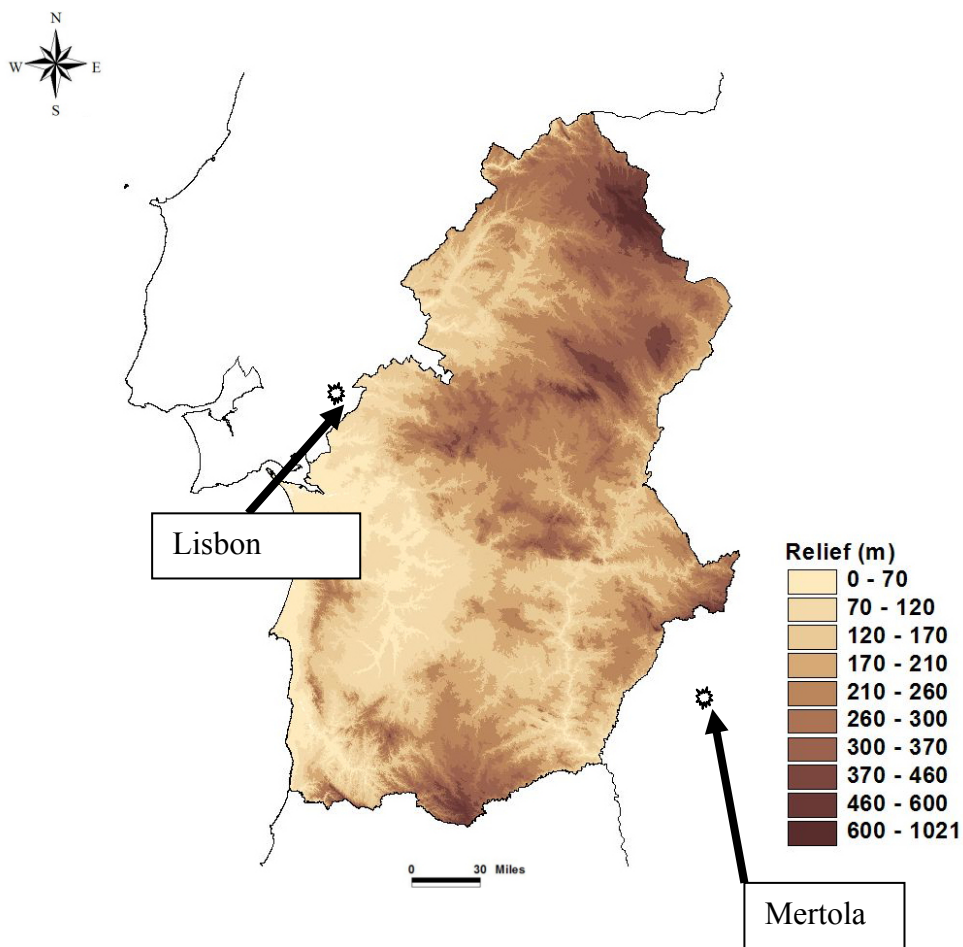 N
W E
S
Lisbon
Relief (m)
0 - 70
70 - 120
120 - 170
170 - 210
210 - 260
260 - 300
300 - 370
370 - 460
460 - 600
600 - 1021
0 30 Miles
Mertola